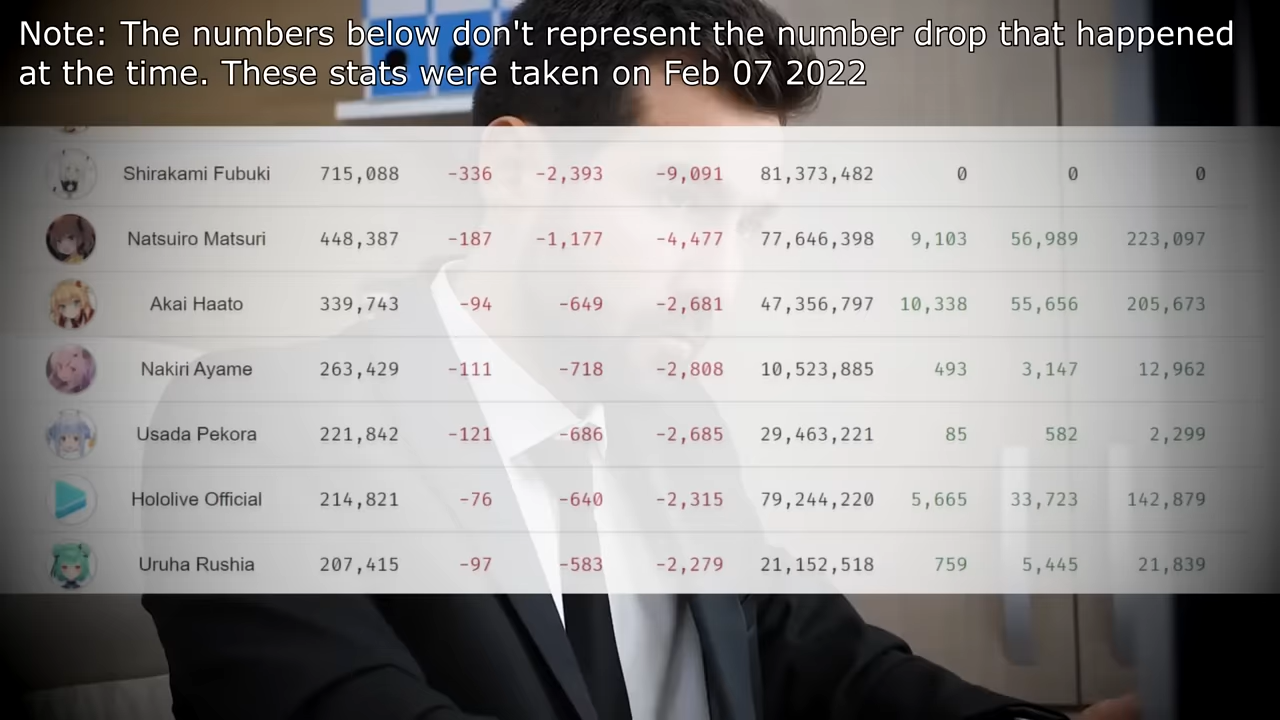 Note: The numbers below don't represent the number drop that happened
at the time. These stats were taken on Feb 07 2022
Shirakami Fubuki 715,088 -336 -2,393 -9,091 81,373,482 0 0 0
Natsuiro Matsuri 448,387 -187 -1,177 -4,477 77,646,398 9,103 56,989 223,097
Akai Haato 339,743 -94 -649 -2,681 47,356,797 10,338 55,656 205,673
Nakiri Ayame 263,429 -111 -718 -2,808 10,523,885 493 3,147 12,962
Usada Pekora 221,842 -121 -686 -2,685 29,463,221 85 582 2,299
Hololive Official 214,821 -76 -640 -2,315 79,244,220 5,665 33,723 142,879
Uruha Rushia 207,415 -97 -583 -2,279 21,152,518 759 5,445 21,839